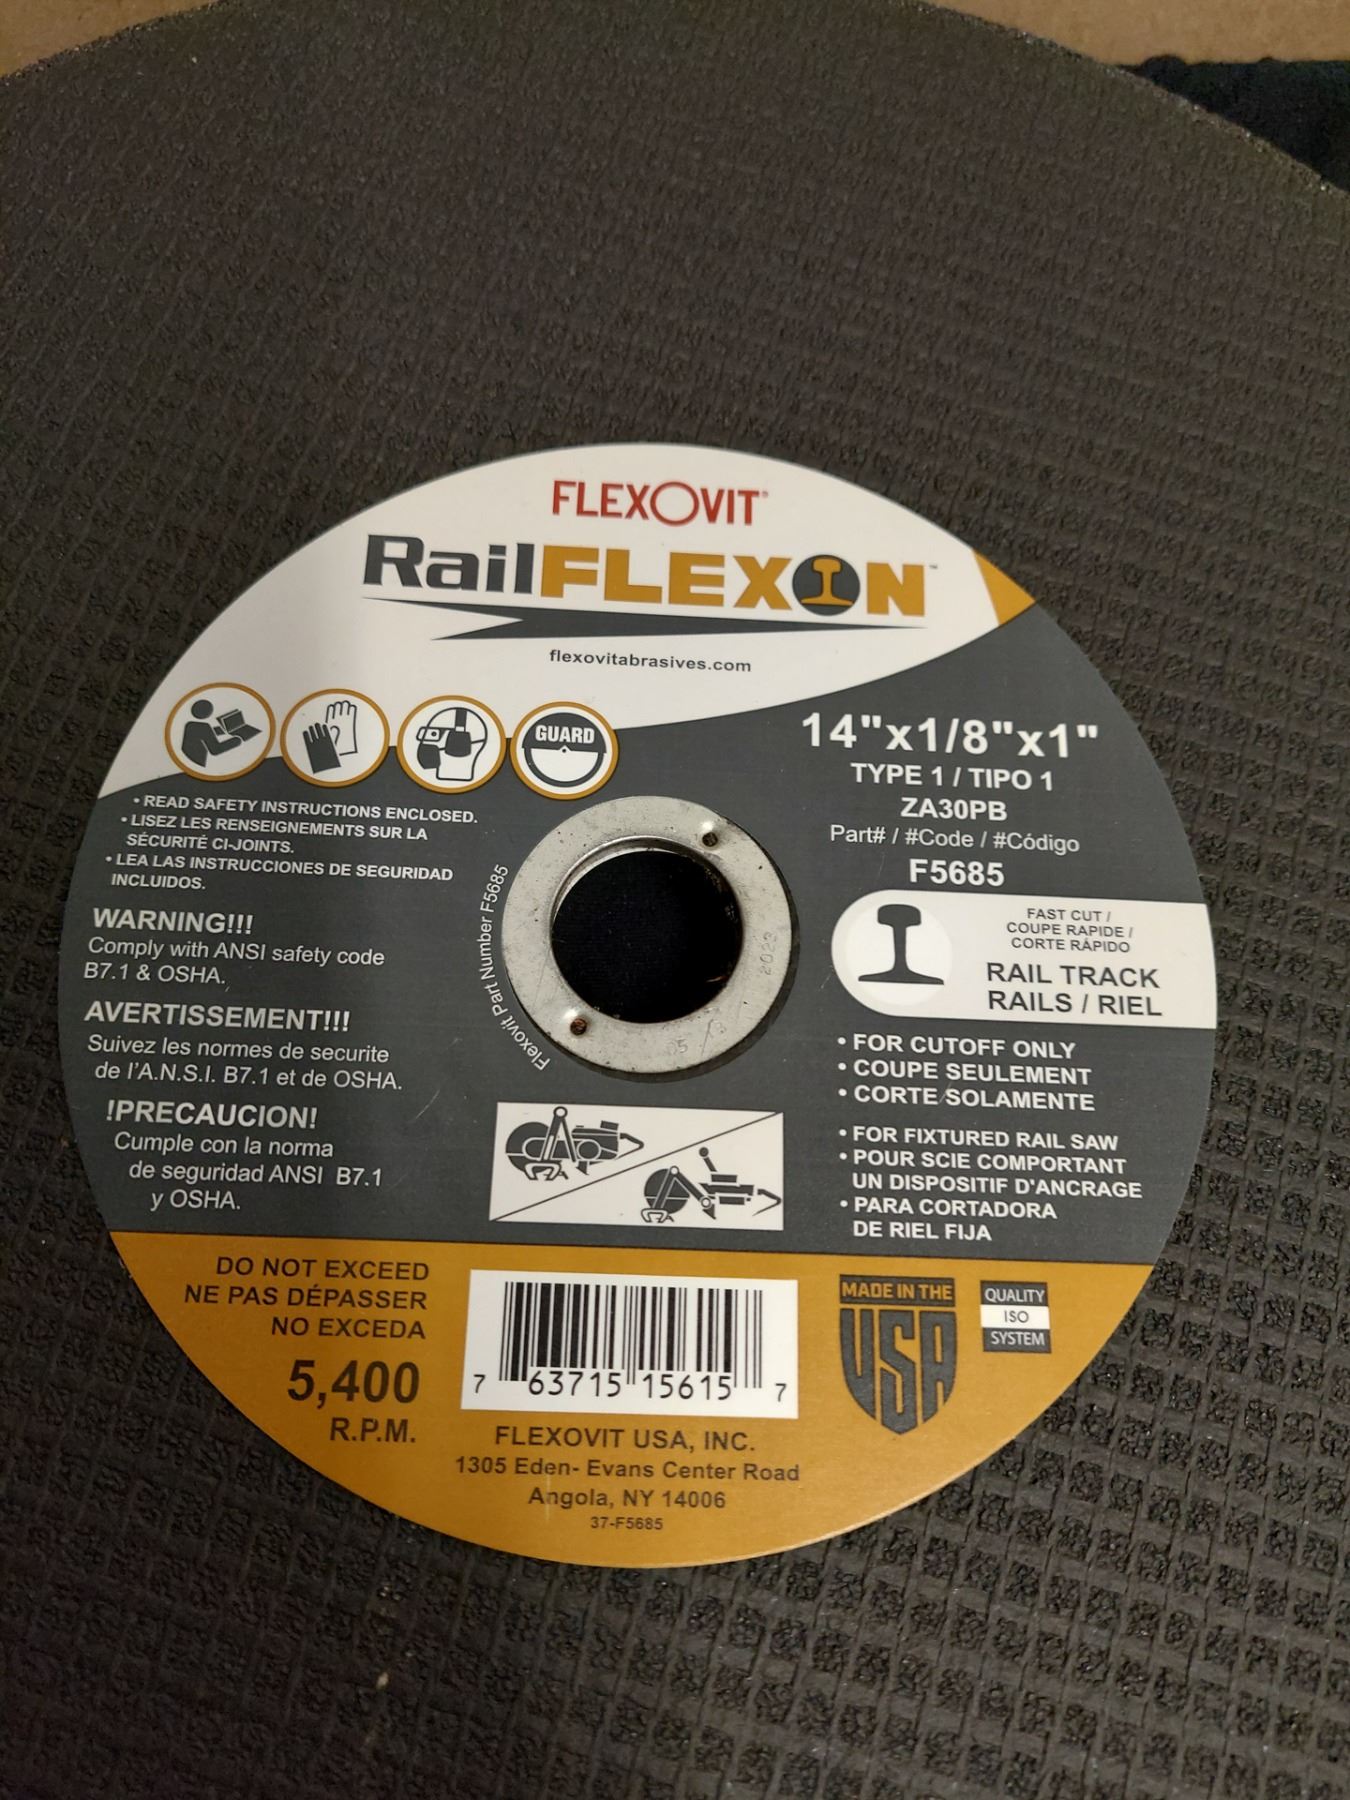 FLEXOVIT®
RailFLEXON™
flexovitabrasives.com
GUARD
• READ SAFETY INSTRUCTIONS ENCLOSED.
• LISEZ LES RENSEIGNEMENTS SUR LA
SÉCURITÉ CI-JOINTS.
• LEA LAS INSTRUCCIONES DE SEGURIDAD
INCLUIDOS.
WARNING!!!
Comply with ANSI safety code
B7.1 & OSHA.
AVERTISSEMENT!!!
Suivez les normes de securite
de l'A.N.S.I. B7.1 et de OSHA.
!PRECAUCION!
Cumple con la norma
de seguridad ANSI B7.1
y OSHA.
Flexovit Part Number F5685
05 / 2023
14"x1/8"x1"
TYPE 1 / TIPO 1
ZA30PB
Part# / #Code / #Código
F5685
FAST CUT /
COUPE RAPIDE /
CORTE RÁPIDO
RAIL TRACK
RAILS / RIEL
• FOR CUTOFF ONLY
• COUPE SEULEMENT
• CORTE SOLAMENTE
• FOR FIXTURED RAIL SAW
• POUR SCIE COMPORTANT
UN DISPOSITIF D'ANCRAGE
• PARA CORTADORA
DE RIEL FIJA
DO NOT EXCEED
NE PAS DÉPASSER
NO EXCEDA
5,400
R.P.M.
7 63715 15615 7
MADE IN THE
USA
QUALITY
ISO
SYSTEM
FLEXOVIT USA, INC.
1305 Eden- Evans Center Road
Angola, NY 14006
37-F5685